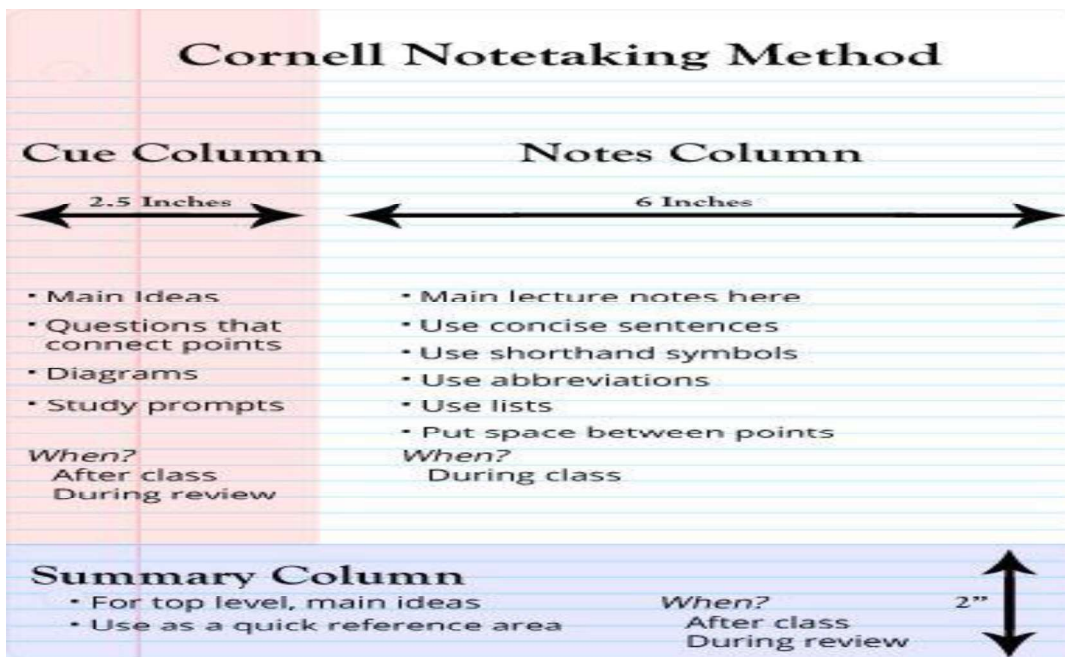 Cornell Notetaking Method
Cue Column
2.5 Inches
• Main Ideas
• Questions that
connect points
• Diagrams
• Study prompts
When?
After class
During review
Notes Column
6 Inches
• Main lecture notes here
• Use concise sentences
• Use shorthand symbols
• Use abbreviations
• Use lists
• Put space between points
When?
During class
Summary Column
• For top level, main ideas
• Use as a quick reference area
When?
After class
During review
2”